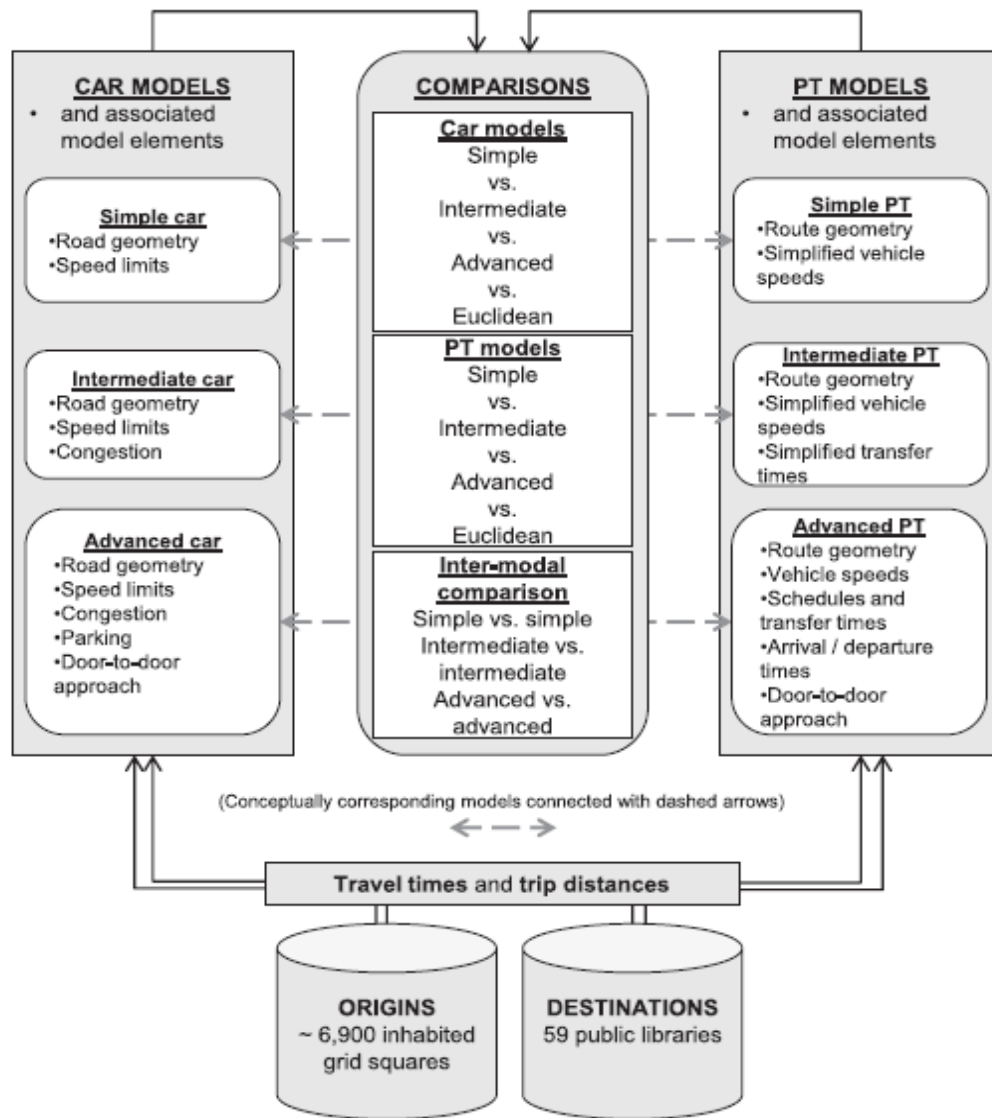 CAR MODELS
• and associated
model elements
Simple car
•Road geometry
•Speed limits
Intermediate car
•Road geometry
•Speed limits
•Congestion
Advanced car
•Road geometry
•Speed limits
•Congestion
•Parking
•Door-to-door
approach
COMPARISONS
Car models
Simple
vs.
Intermediate
vs.
Advanced
vs.
Euclidean
PT models
Simple
vs.
Intermediate
vs.
Advanced
vs.
Euclidean
Inter-modal
comparison
Simple vs. simple
Intermediate vs.
intermediate
Advanced vs.
advanced
PT MODELS
• and associated
model elements
Simple PT
•Route geometry
•Simplified vehicle
speeds
Intermediate PT
•Route geometry
•Simplified vehicle
speeds
•Simplified transfer
times
Advanced PT
•Route geometry
•Vehicle speeds
•Schedules and
transfer times
•Arrival / departure
times
•Door-to-door
approach
(Conceptually corresponding models connected with dashed arrows)
Travel times and trip distances
ORIGINS
~ 6,900 inhabited
grid squares
DESTINATIONS
59 public libraries